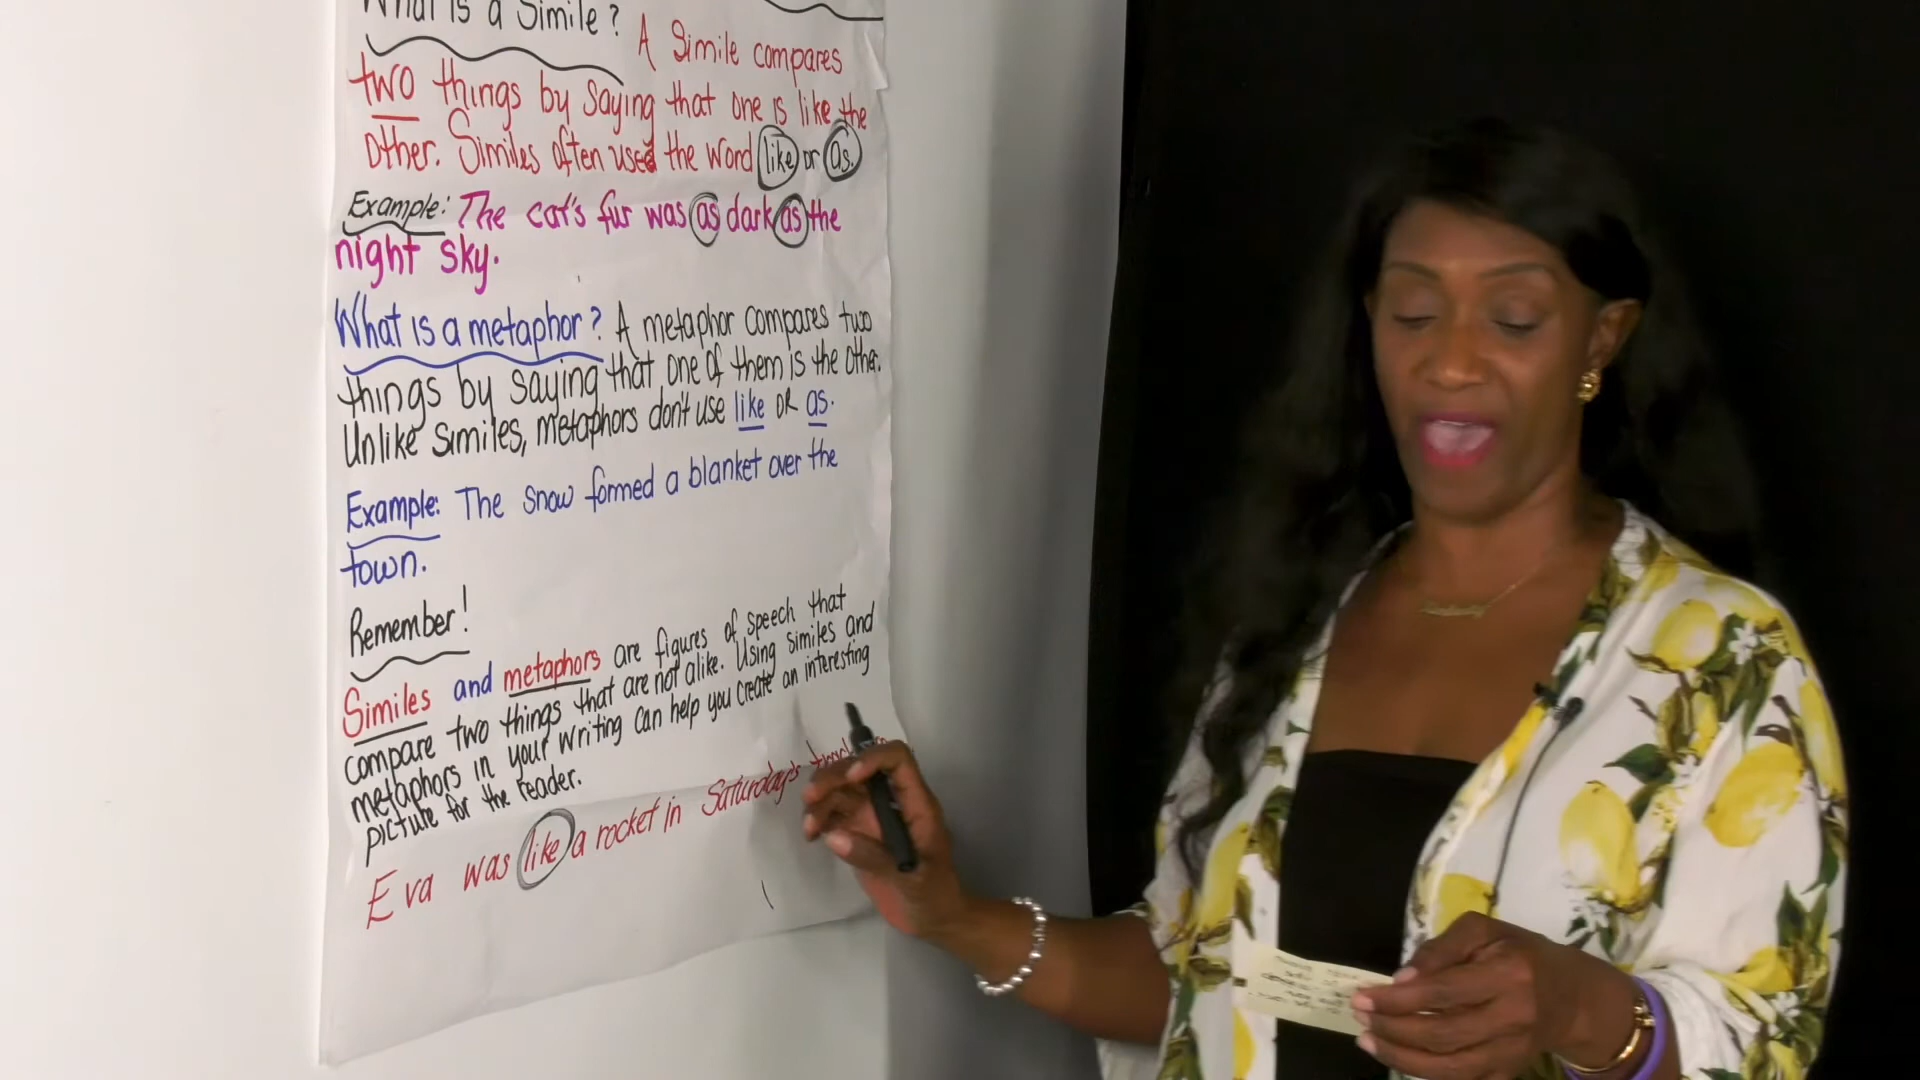 What is a Simile? A Simile compares
two things by saying that one is like the
other. Similes often used the word like or as.
Example: The cat's fur was as dark as the
night sky.
What is a metaphor? A metaphor compares two
things by saying that one of them is the other.
Unlike similes, metaphors don't use like OR as.
Example: The snow formed a blanket over the
town.
Remember!
Similes and metaphors are figures of speech that
compare two things that are not alike. Using similes and
metaphors in your writing can help you create an interesting
picture for the reader.
Eva was like a rocket in Saturday's